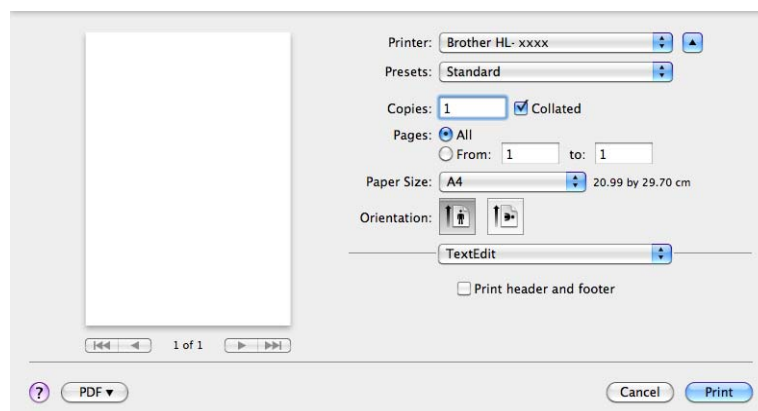 Printer: Brother HL- xxxx
Presets: Standard
Copies: 1 Collated
Pages: All
From: 1 to: 1
Paper Size: A4 20.99 by 29.70 cm
Orientation:
TextEdit
Print header and footer
1 of 1
? PDF▼ Cancel Print